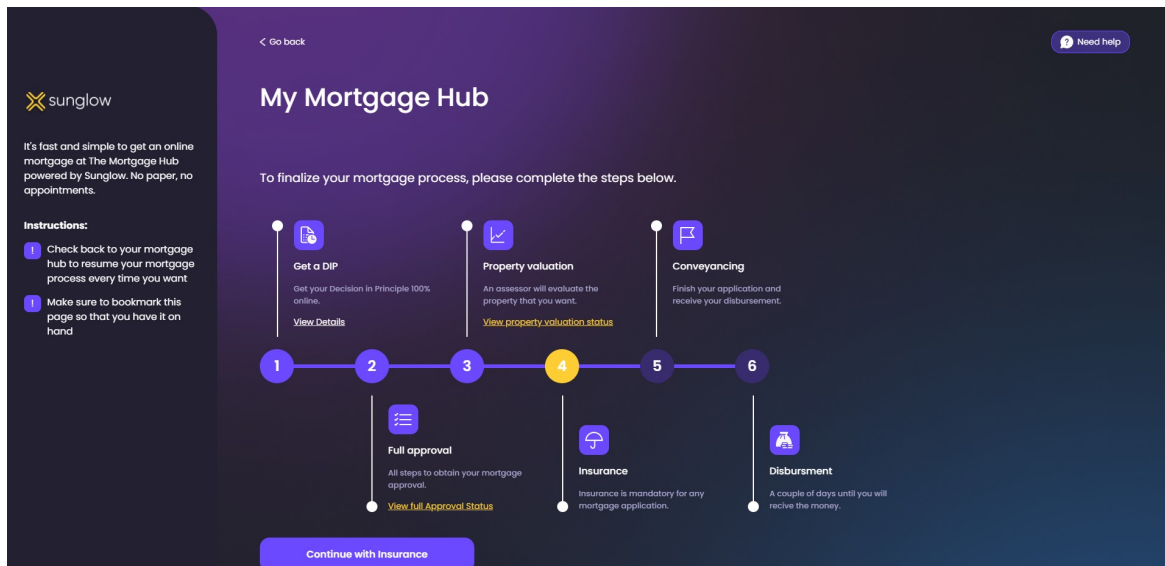 Go back
Need help
sunglow
My Mortgage Hub
It's fast and simple to get an online
mortgage at The Mortgage Hub
powered by Sunglow. No paper, no
appointments.
Instructions:
Check back to your mortgage
hub to resume your mortgage
process every time you want
Make sure to bookmark this
page so that you have it on
hand
To finalize your mortgage process, please complete the steps below.
Get a DIP
Get your Decision in Principle 100%
online.
View Details
Property valuation
An assessor will evaluate the
property that you want.
View property valuation status
Conveyancing
Finish your application and
receive your disbursement.
1
2
3
4
5
6
Full approval
All steps to obtain your mortgage
approval.
View full Approval Status
Insurance
Insurance is mandatory for any
mortgage application.
Disbursment
A couple of days until you will
recive the money.
Continue with Insurance